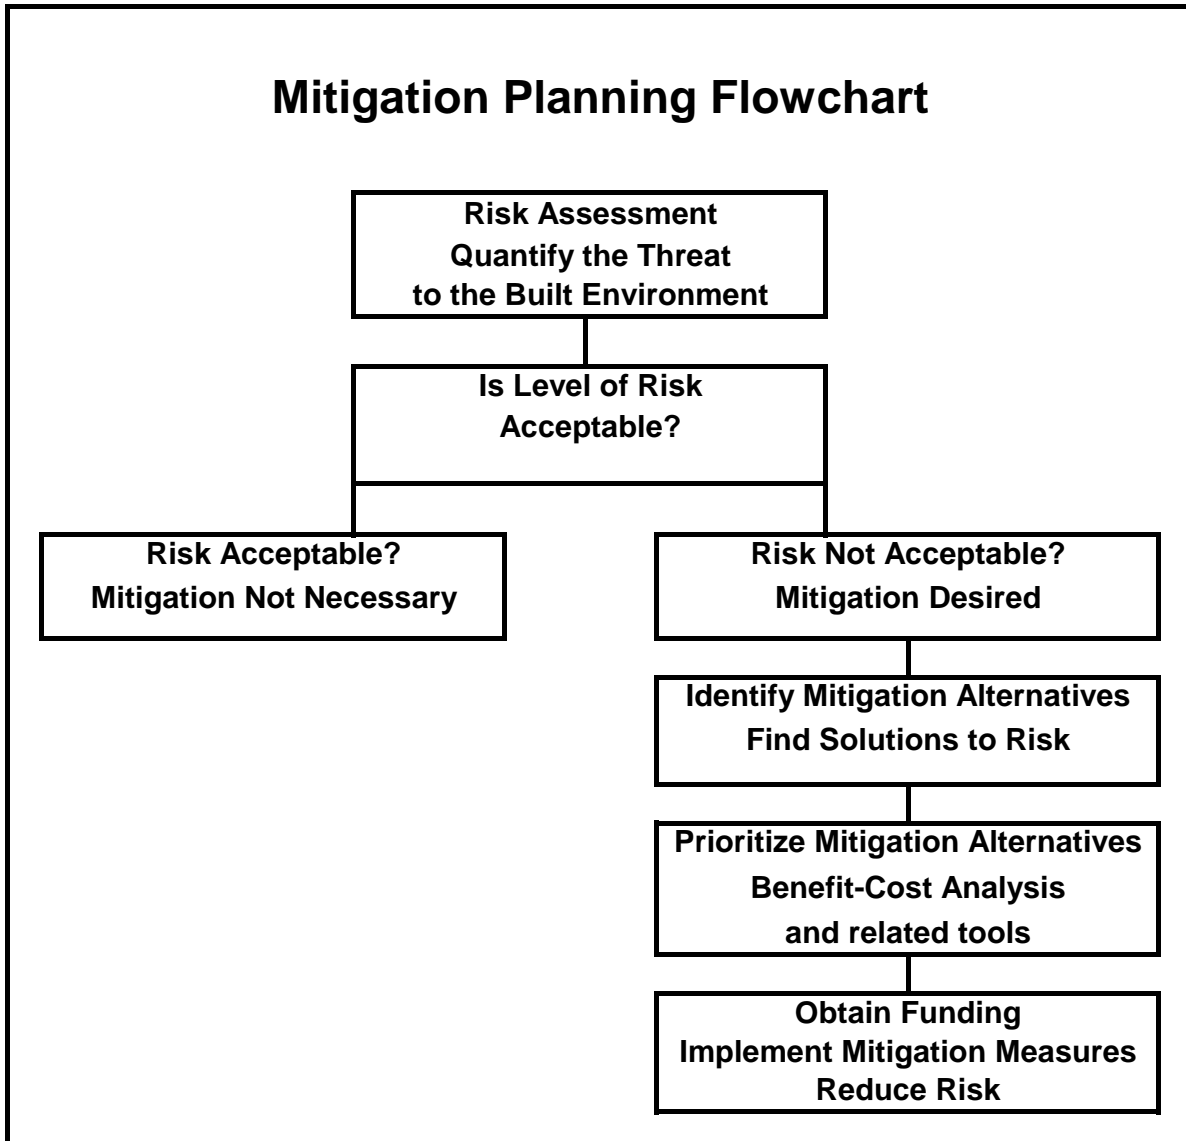 Mitigation Planning Flowchart
Risk Assessment
Quantify the Threat
to the Built Environment
Is Level of Risk
Acceptable?
Risk Acceptable?
Mitigation Not Necessary
Risk Not Acceptable?
Mitigation Desired
Identify Mitigation Alternatives
Find Solutions to Risk
Prioritize Mitigation Alternatives
Benefit-Cost Analysis
and related tools
Obtain Funding
Implement Mitigation Measures
Reduce Risk